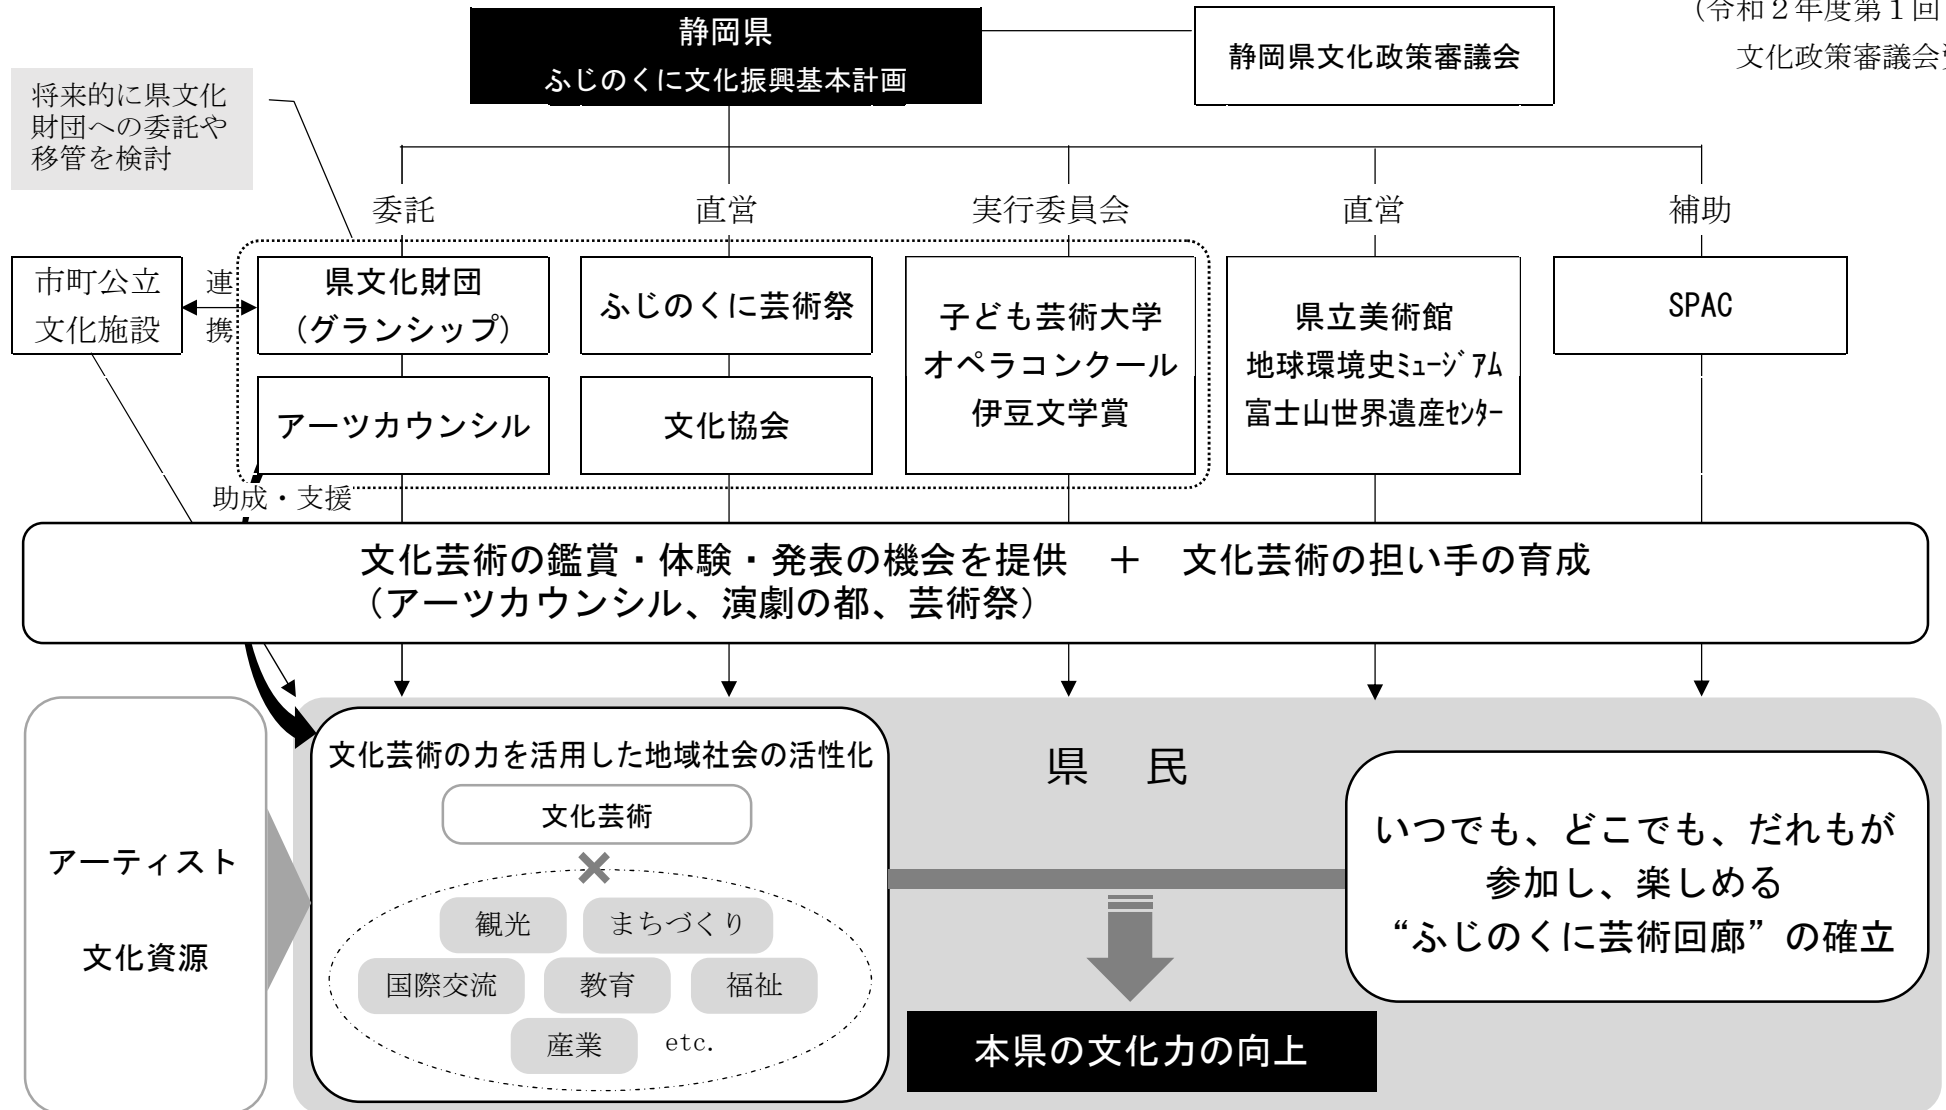 （令和２年度第１回
文化政策審議会資
静岡県
ふじのくに文化振興基本計画
静岡県文化政策審議会
将来的に県文化
財団への委託や
移管を検討
委託
直営
実行委員会
直営
補助
市町公立
文化施設
連
携
県文化財団
（グランシップ）
ふじのくに芸術祭
子ども芸術大学
オペラコンクール
伊豆文学賞
県立美術館
地球環境史ﾐｭｰｼﾞｱﾑ
富士山世界遺産ｾﾝﾀｰ
SPAC
アーツカウンシル
文化協会
助成・支援
文化芸術の鑑賞・体験・発表の機会を提供　＋　文化芸術の担い手の育成
（アーツカウンシル、演劇の都、芸術祭）
アーティスト
文化資源
文化芸術の力を活用した地域社会の活性化
文化芸術
×
観光
まちづくり
国際交流
教育
福祉
産業
etc.
県　民
いつでも、どこでも、だれもが
参加し、楽しめる
“ふじのくに芸術回廊”の確立
本県の文化力の向上